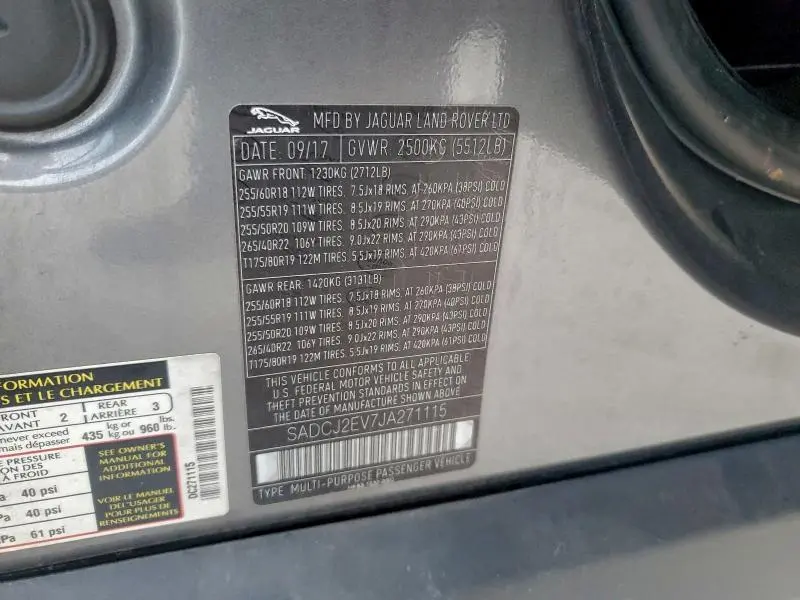 JAGUAR
MFD BY JAGUAR LAND ROVER LTD
DATE: 09/17 GVWR: 2500KG (5512LB)
GAWR FRONT: 1230KG (2712LB)
255/60R18 112W TIRES. 7.5Jx18 RIMS. AT 260KPA (38PSI) COLD
255/55R19 111W TIRES. 8.5Jx19 RIMS. AT 270KPA (40PSI) COLD
255/50R20 109W TIRES. 8.5Jx20 RIMS. AT 290KPA (43PSI) COLD
265/40R22 106Y TIRES. 9.0Jx22 RIMS. AT 290KPA (43PSI) COLD
T175/80R19 122M TIRES. 5.5Jx19 RIMS. AT 420KPA (61PSI) COLD
GAWR REAR: 1420KG (3131LB)
255/60R18 112W TIRES. 7.5Jx18 RIMS. AT 260KPA (38PSI) COLD
255/55R19 111W TIRES. 8.5Jx19 RIMS. AT 270KPA (40PSI) COLD
255/50R20 109W TIRES. 8.5Jx20 RIMS. AT 290KPA (43PSI) COLD
265/40R22 106Y TIRES. 9.0Jx22 RIMS. AT 290KPA (43PSI) COLD
T175/80R19 122M TIRES. 5.5Jx19 RIMS. AT 420KPA (61PSI) COLD
THIS VEHICLE CONFORMS TO ALL APPLICABLE
U.S. FEDERAL MOTOR VEHICLE SAFETY AND
THEFT PREVENTION STANDARDS IN EFFECT ON
THE DATE OF MANUFACTURE SHOWN ABOVE
SADCJ2EV7JA271115
TYPE: MULTI-PURPOSE PASSENGER VEHICLE
FORMATION
S ET LE CHARGEMENT
FRONT 2 REAR 3
AVANT ARRIÈRE
never exceed 435 kg or 960 lbs.
mais dépasser kg ou lb.
E PRESSURE
ON DES
À FROID
Pa 40 psi
Pa 40 psi
Pa 61 psi
SEE OWNER'S
MANUAL FOR
ADDITIONAL
INFORMATION
VOIR LE MANUEL
DE L'USAGER
POUR PLUS DE
RENSEIGNEMENTS
DC271115